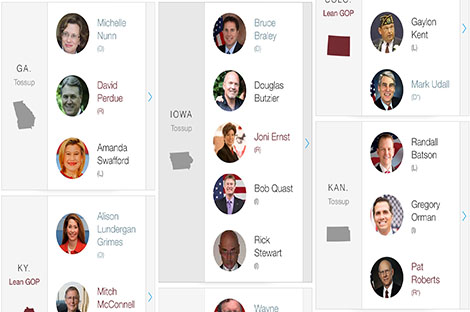 GA.
Tossup
Michelle
Nunn
(D)
David
Perdue
(R)
Amanda
Swafford
(L)
KY.
Lean GOP
Alison
Lundergan
Grimes
(D)
Mitch
McConnell
IOWA
Tossup
Bruce
Braley
(D)
Douglas
Butzier
Joni Ernst
(R)
Bob Quast
(I)
Rick
Stewart
(I)
Wayne
Lean GOP
Gaylon
Kent
(L)
Mark Udall
(D*)
KAN.
Tossup
Randall
Batson
(L)
Gregory
Orman
(I)
Pat
Roberts
(R*)